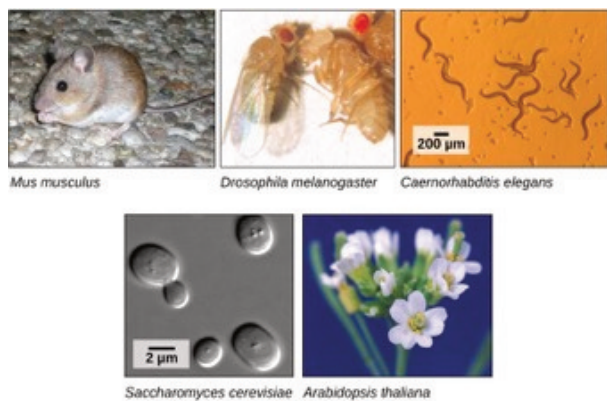 Mus musculus
Drosophila melanogaster
200 µm
Caernorhabditis elegans
2 µm
Saccharomyces cerevisiae
Arabidopsis thaliana